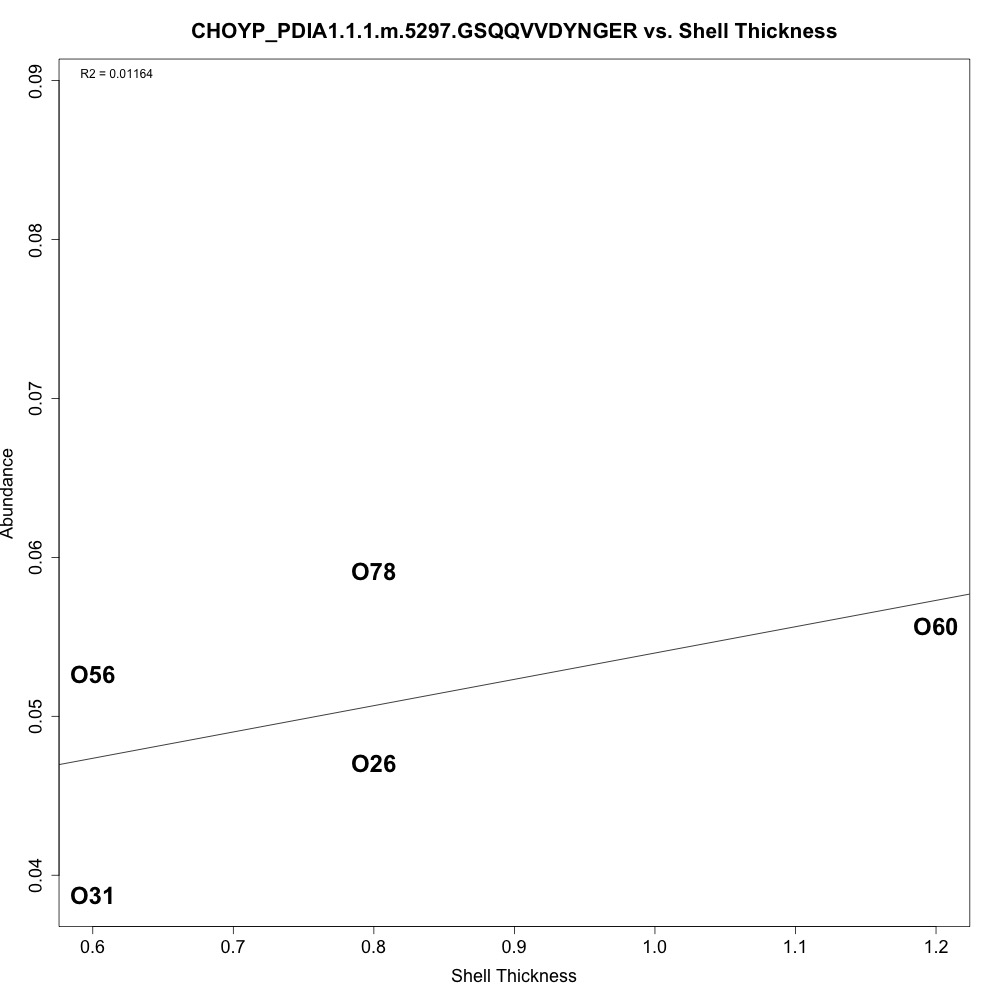 CHOYP_PDIA1.1.1.m.5297.GSQQVVDYNGER vs. Shell Thickness
R2 = 0.01164
0.09
0.08
0.07
0.06
0.05
0.04
Abundance
O78
O60
O56
O26
O31
0.6 0.7 0.8 0.9 1.0 1.1 1.2
Shell Thickness